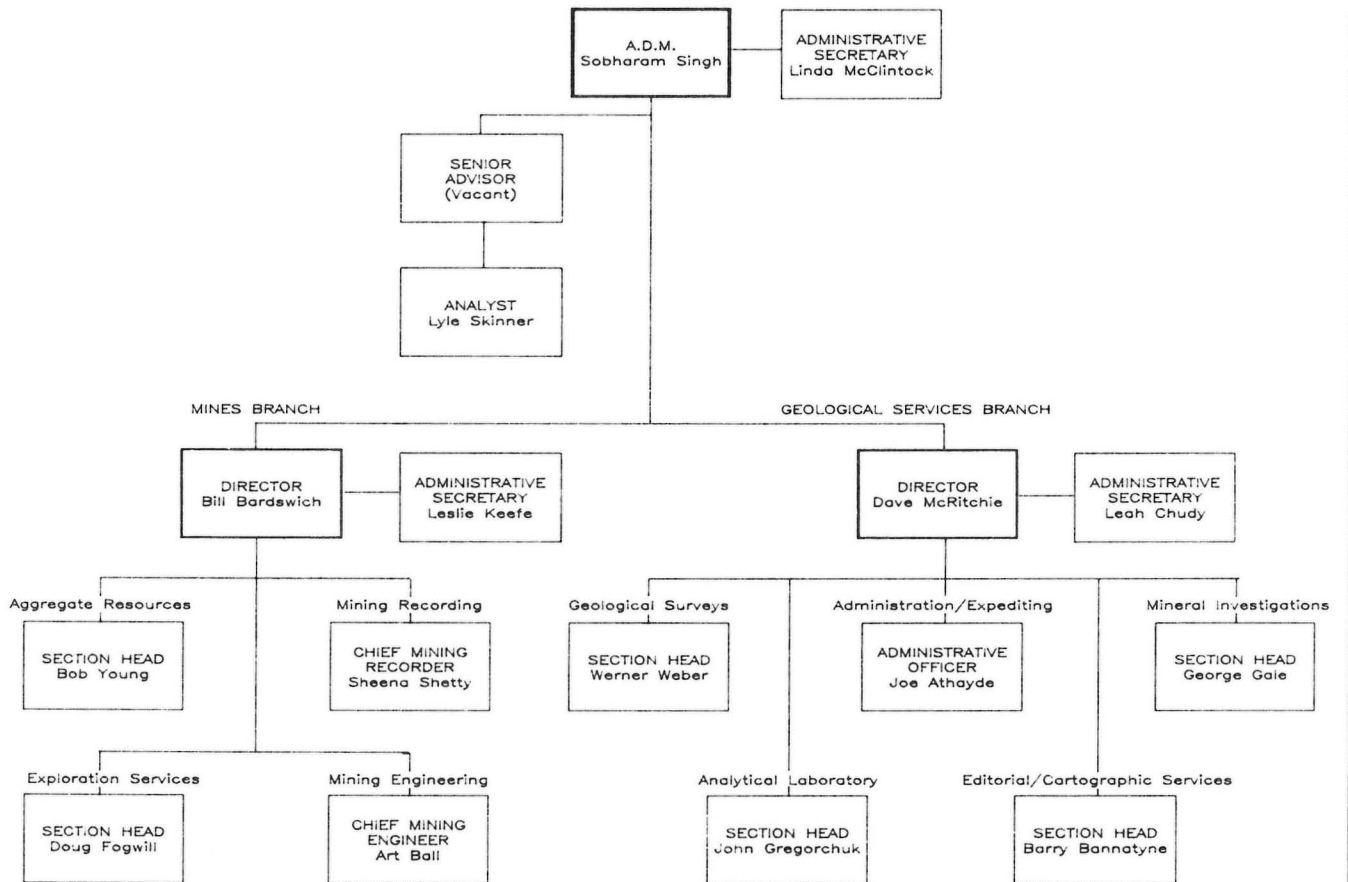 A.D.M.
Sobharam Singh
ADMINISTRATIVE
SECRETARY
Linda McClintock
SENIOR
ADVISOR
(Vacant)
ANALYST
Lyle Skinner
MINES BRANCH
GEOLOGICAL SERVICES BRANCH
DIRECTOR
Bill Bardswich
ADMINISTRATIVE
SECRETARY
Leslie Keefe
DIRECTOR
Dave McRitchie
ADMINISTRATIVE
SECRETARY
Leah Chudy
Aggregate Resources
SECTION HEAD
Bob Young
Mining Recording
CHIEF MINING
RECORDER
Sheena Shetty
Geological Surveys
SECTION HEAD
Werner Weber
Administration/Expediting
ADMINISTRATIVE
OFFICER
Joe Athayde
Mineral Investigations
SECTION HEAD
George Gale
Exploration Services
SECTION HEAD
Doug Fogwill
Mining Engineering
CHIEF MINING
ENGINEER
Art Ball
Analytical Laboratory
SECTION HEAD
John Gregorchuk
Editorial/Cartographic Services
SECTION HEAD
Barry Bannatyne